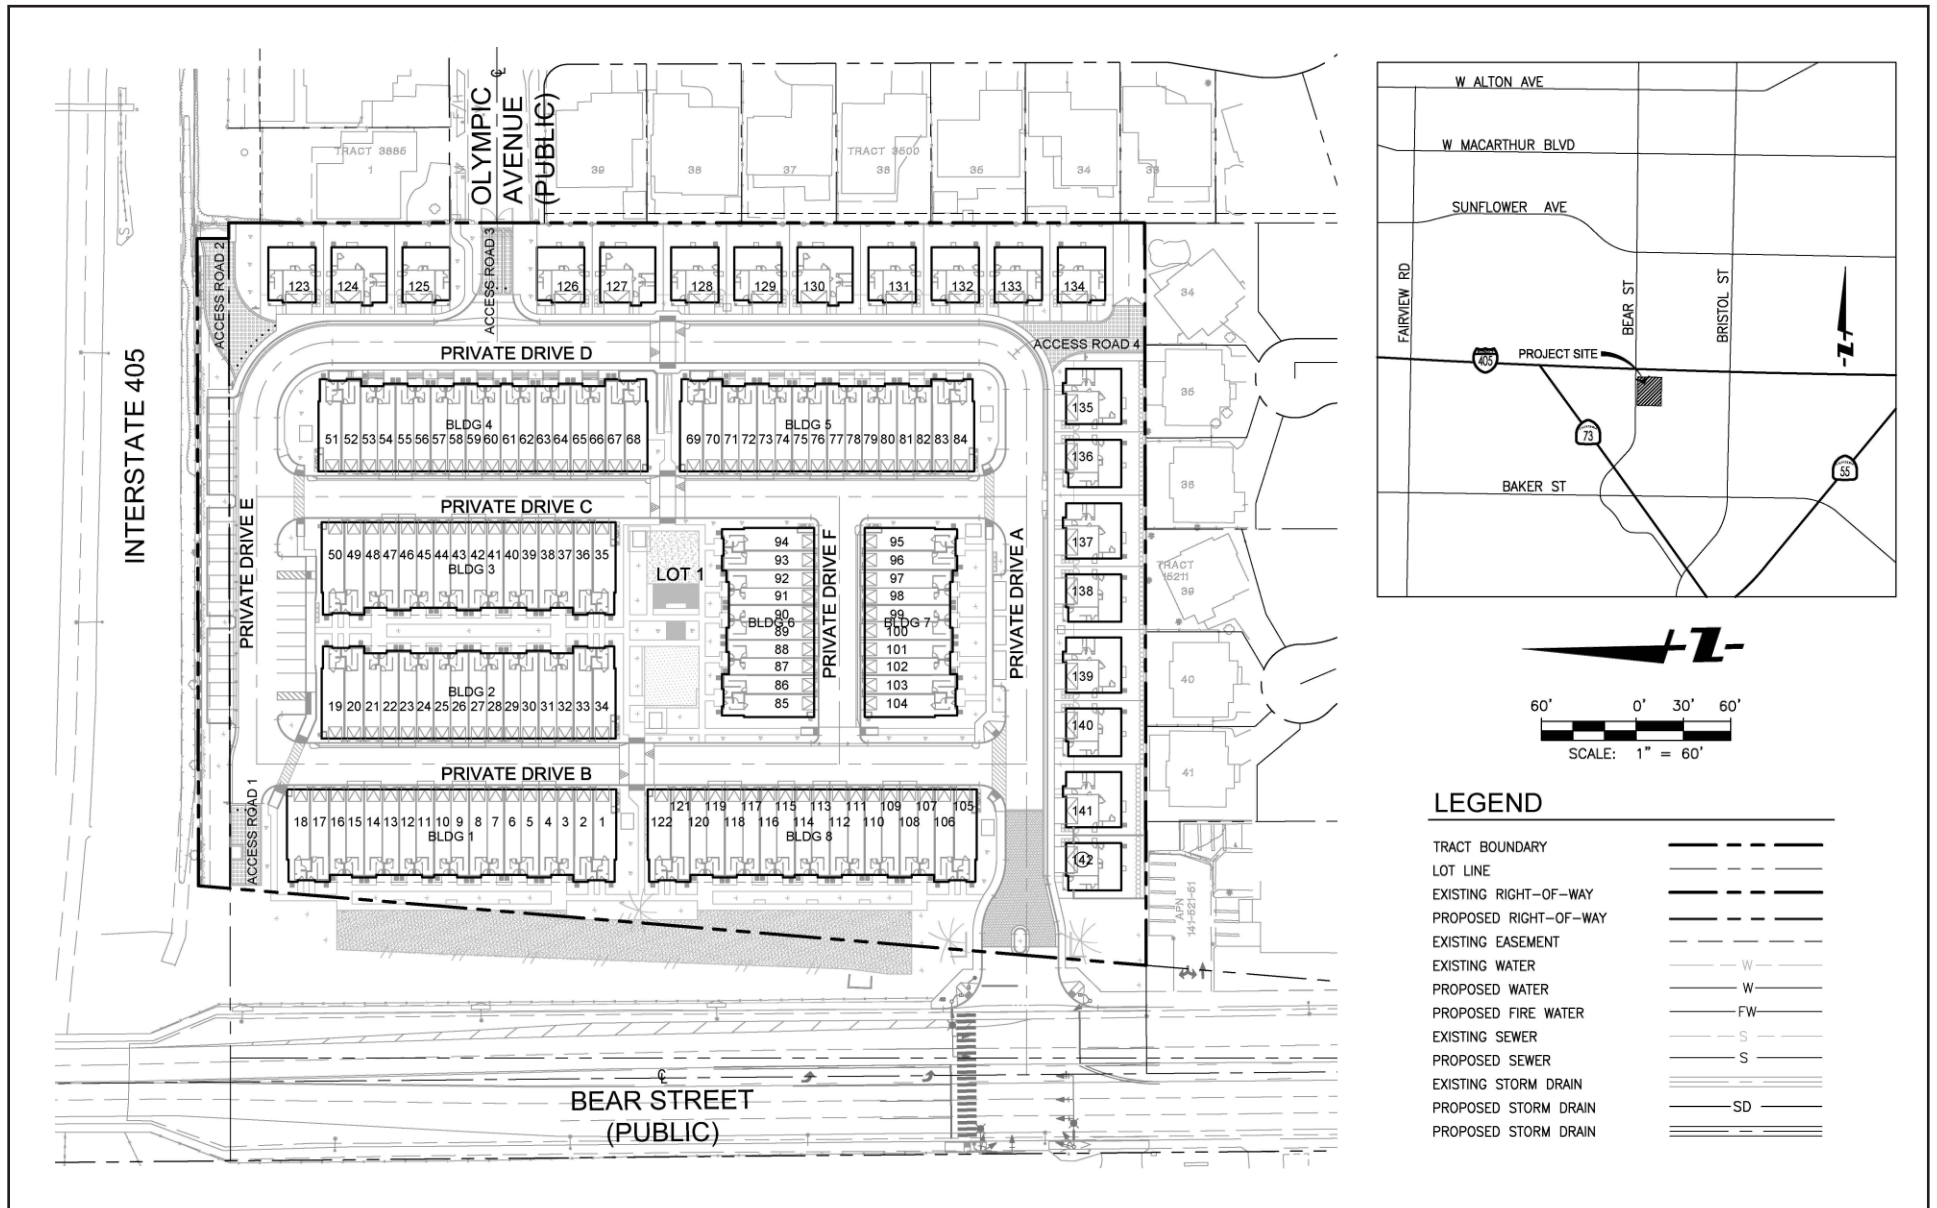 OLYMPIC
AVENUE
(PUBLIC)
TRACT 3885
1
39
38
37
TRACT 3500
36
35
34
33
ACCESS ROAD 2
ACCESS ROAD 3
123
124
125
126
127
128
129
130
131
132
133
134
34
INTERSTATE 405
PRIVATE DRIVE D
ACCESS ROAD 4
BLDG 4
51 52 53 54 55 56 57 58 59 60 61 62 63 64 65 66 67 68
BLDG 5
69 70 71 72 73 74 75 76 77 78 79 80 81 82 83 84
135
136
137
138
139
140
141
142
35
36
TRACT
15211
39
40
41
APN
141-521-51
PRIVATE DRIVE E
PRIVATE DRIVE C
50 49 48 47 46 45 44 43 42 41 40 39 38 37 36 35
BLDG 3
LOT 1
94
93
92
91
90
BLDG 6
89
88
87
86
85
PRIVATE DRIVE F
95
96
97
98
99
BLDG 7
100
101
102
103
104
PRIVATE DRIVE A
BLDG 2
19 20 21 22 23 24 25 26 27 28 29 30 31 32 33 34
PRIVATE DRIVE B
ACCESS ROAD 1
18 17 16 15 14 13 12 11 10 9 8 7 6 5 4 3 2 1
BLDG 1
121 119 117 115 113 111 109 107 105
122 120 118 116 114 112 110 108 106
BLDG 8
BEAR STREET
(PUBLIC)
W ALTON AVE
W MACARTHUR BLVD
SUNFLOWER AVE
FAIRVIEW RD
BEAR ST
BRISTOL ST
405
PROJECT SITE
73
55
BAKER ST
60' 0' 30' 60'
SCALE: 1" = 60'
LEGEND
TRACT BOUNDARY
LOT LINE
EXISTING RIGHT-OF-WAY
PROPOSED RIGHT-OF-WAY
EXISTING EASEMENT
EXISTING WATER W
PROPOSED WATER W
PROPOSED FIRE WATER FW
EXISTING SEWER S
PROPOSED SEWER S
EXISTING STORM DRAIN
PROPOSED STORM DRAIN SD
PROPOSED STORM DRAIN